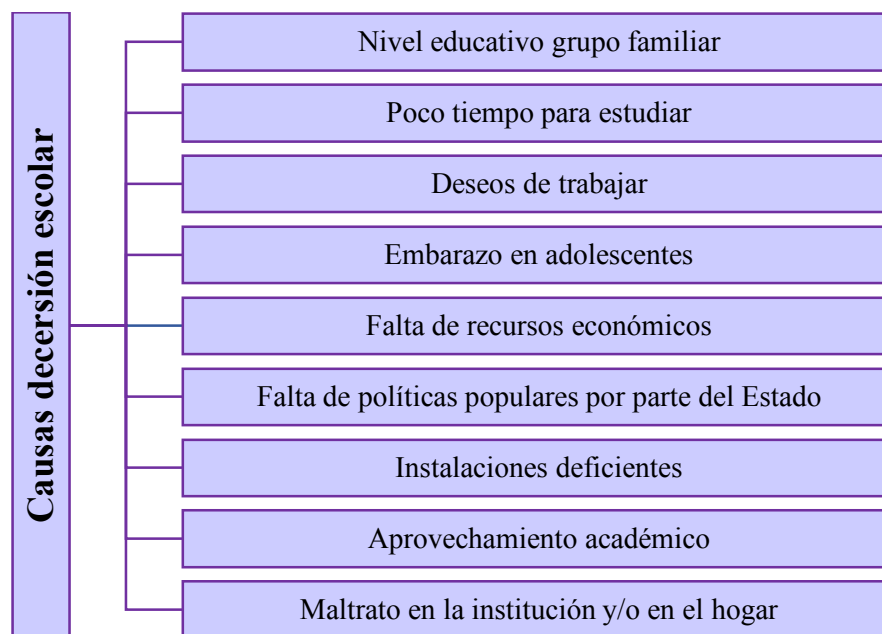 Causas decersión escolar
Nivel educativo grupo familiar
Poco tiempo para estudiar
Deseos de trabajar
Embarazo en adolescentes
Falta de recursos económicos
Falta de políticas populares por parte del Estado
Instalaciones deficientes
Aprovechamiento académico
Maltrato en la institución y/o en el hogar